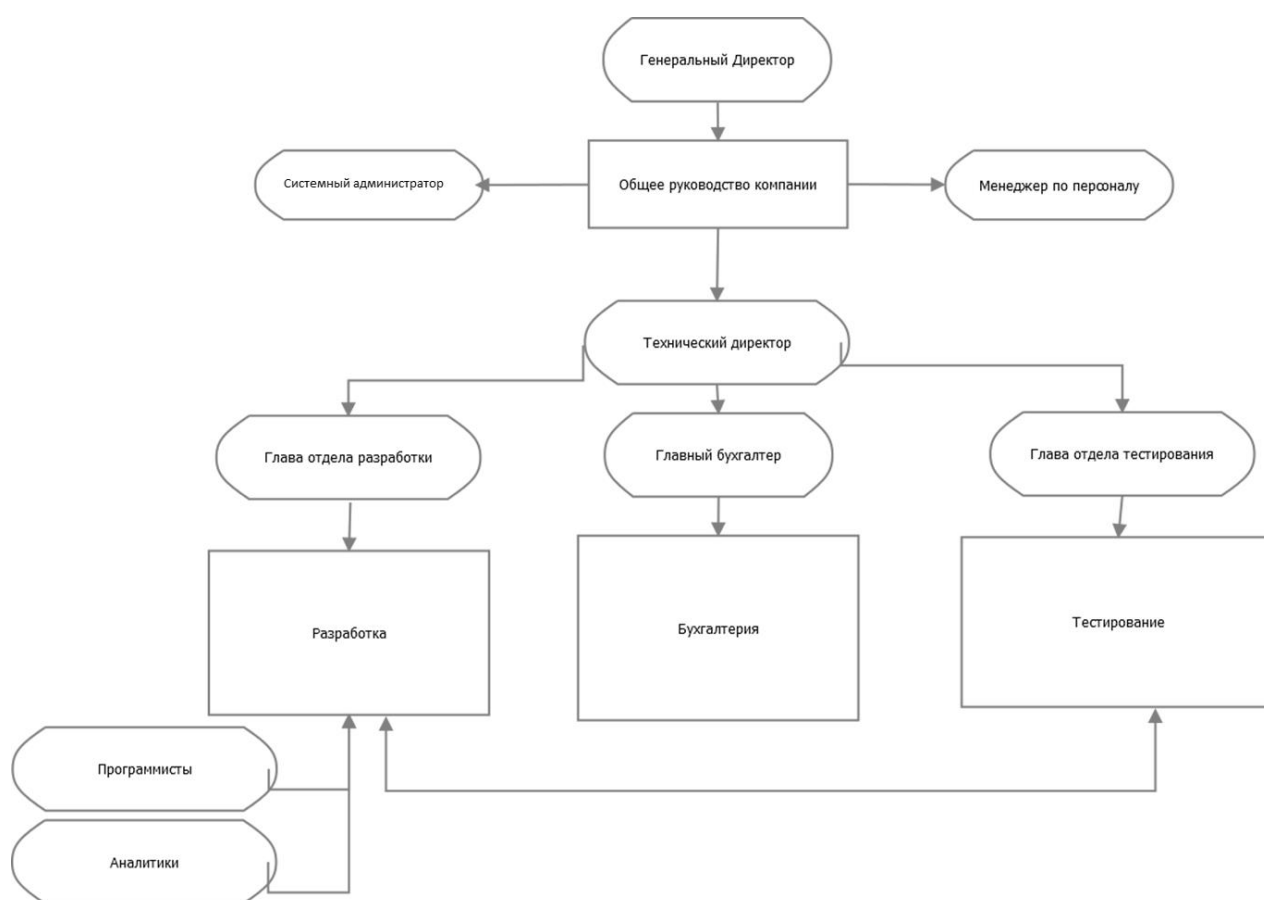 Генеральный Директор
Системный администратор
Общее руководство компании
Менеджер по персоналу
Технический директор
Глава отдела разработки
Главный бухгалтер
Глава отдела тестирования
Разработка
Бухгалтерия
Тестирование
Программисты
Аналитики